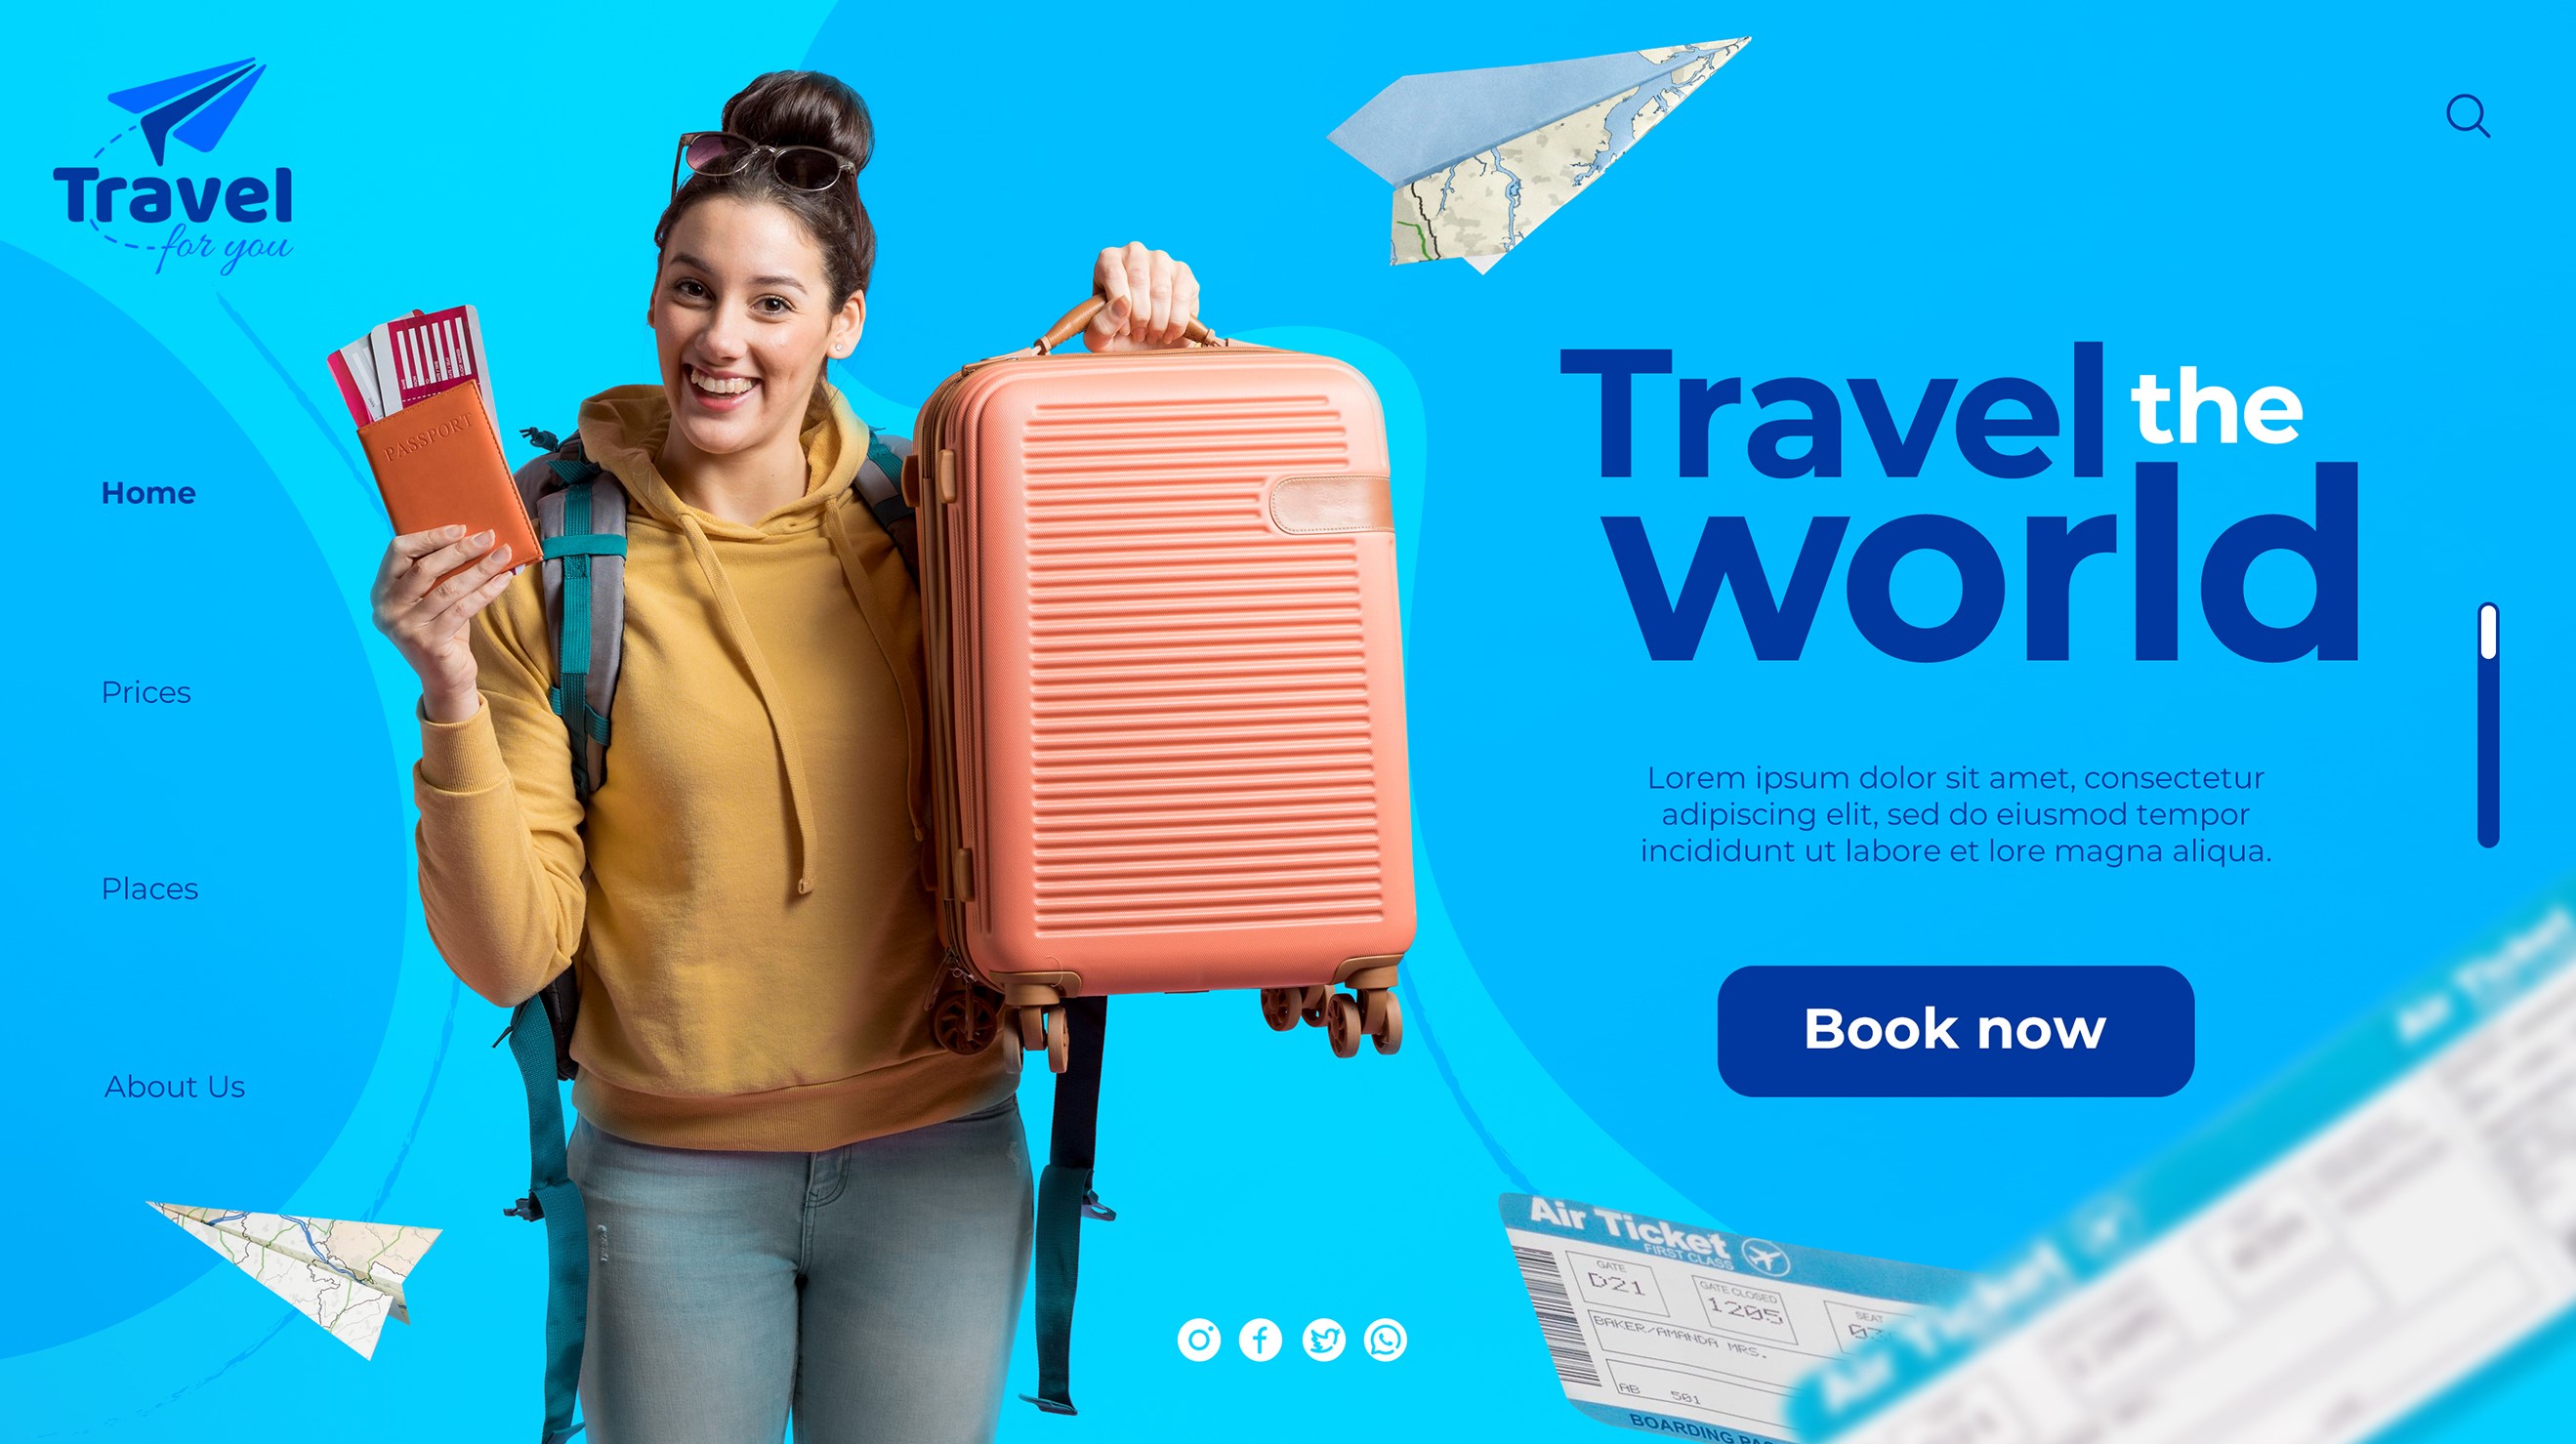 Travel
for you
Home
Prices
Places
About Us
PASSPORT
Travel the
world
Lorem ipsum dolor sit amet, consectetur
adipiscing elit, sed do eiusmod tempor
incididunt ut labore et lore magna aliqua.
Book now
Air Ticket
FIRST CLASS
GATE
D21
GATE CLOSED
1205
SEAT
BAKER/AMANDA MRS.
AB 501
BOARDING
Air Ticket
Air Ticket